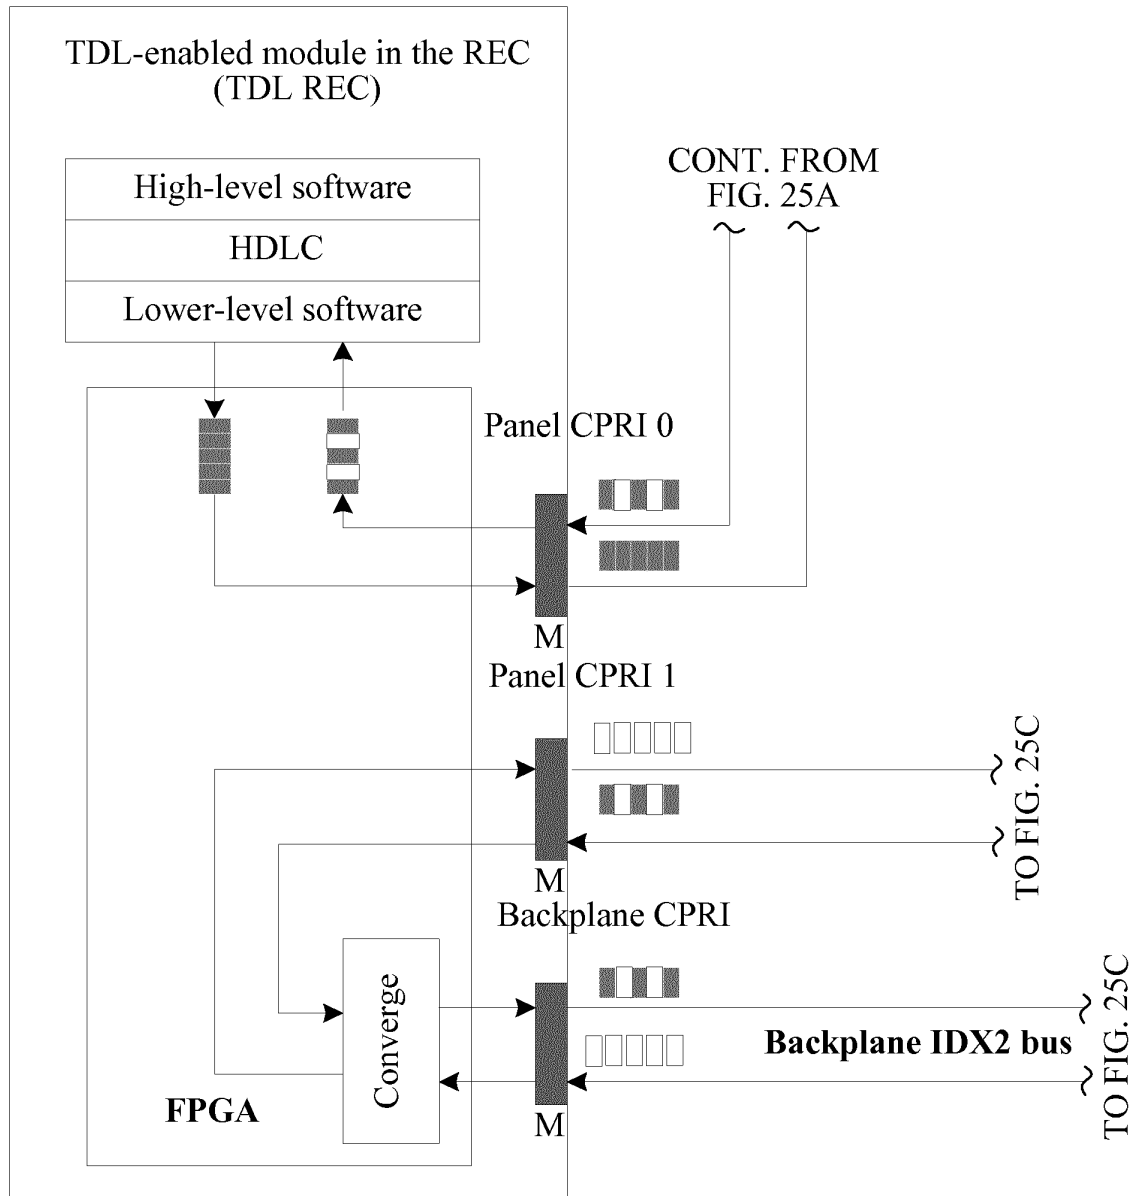 TDL-enabled module in the REC
(TDL REC)
High-level software
HDLC
Lower-level software
CONT. FROM
FIG. 25A
Panel CPRI 0
M
Panel CPRI 1
TO FIG. 25C
M
Backplane CPRI
Converge
Backplane IDX2 bus
TO FIG. 25C
FPGA
M